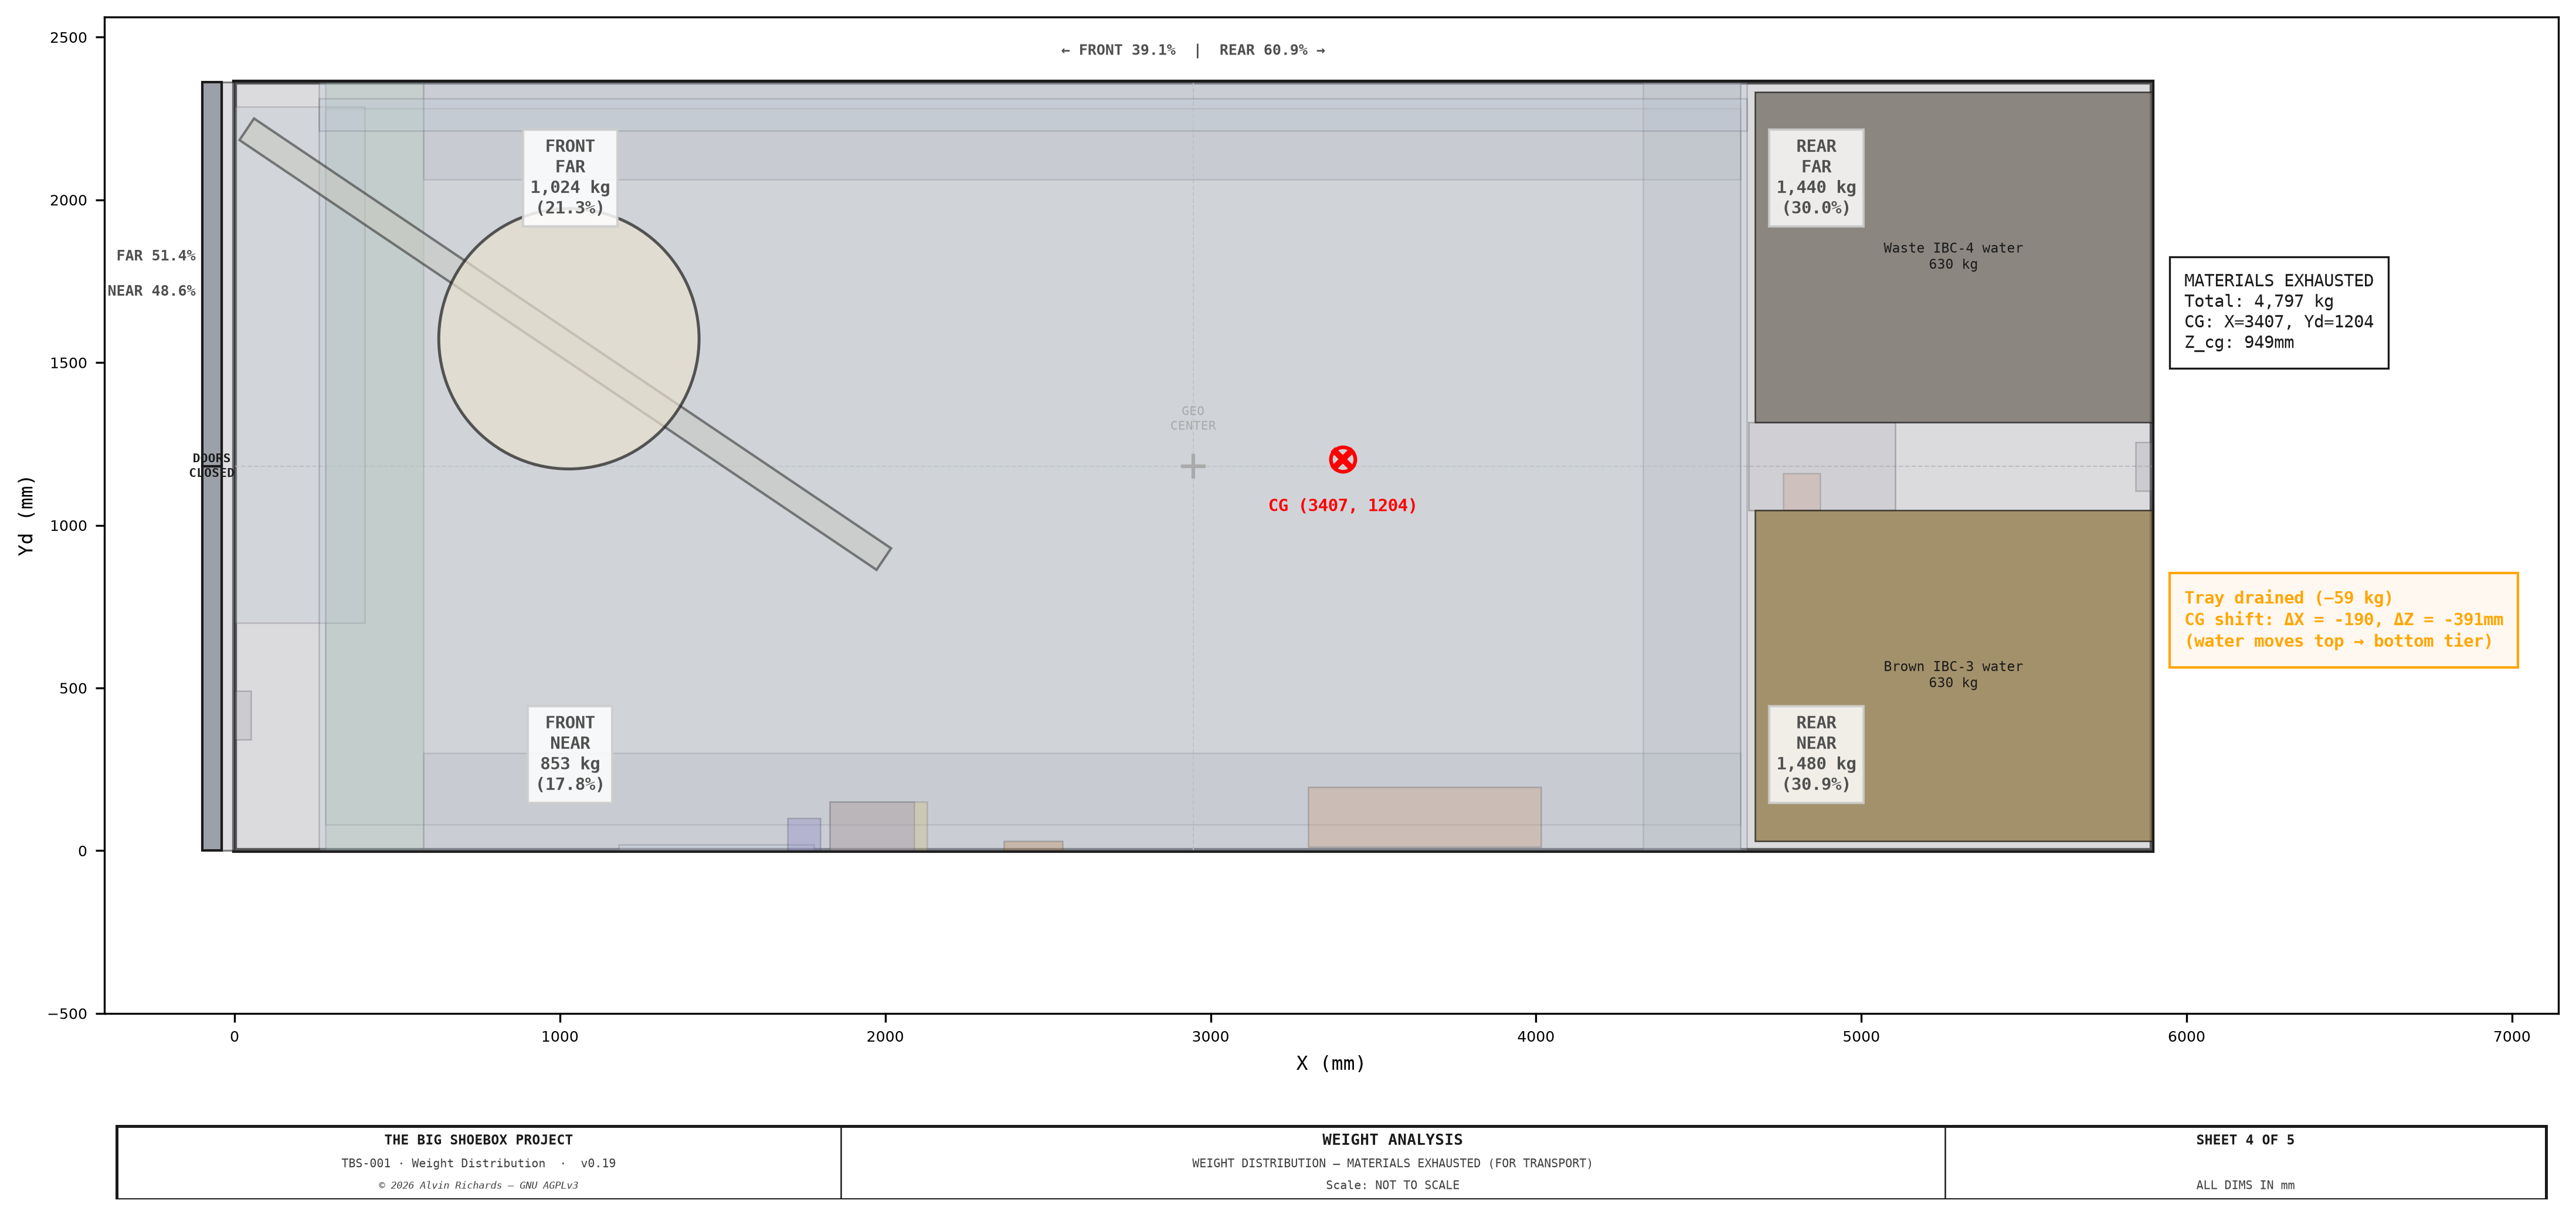 ← FRONT 39.1%  |  REAR 60.9% →
2500
2000
1500
1000
500
0
−500
Yd (mm)
FAR 51.4%
NEAR 48.6%
DOORS
CLOSED
FRONT
FAR
1,024 kg
(21.3%)
REAR
FAR
1,440 kg
(30.0%)
Waste IBC-4 water
630 kg
GEO
CENTER
CG (3407, 1204)
FRONT
NEAR
853 kg
(17.8%)
Brown IBC-3 water
630 kg
REAR
NEAR
1,480 kg
(30.9%)
MATERIALS EXHAUSTED
Total: 4,797 kg
CG: X=3407, Yd=1204
Z_cg: 949mm
Tray drained (−59 kg)
CG shift: ΔX = -190, ΔZ = -391mm
(water moves top → bottom tier)
0
1000
2000
3000
4000
5000
6000
7000
X (mm)
THE BIG SHOEBOX PROJECT
TBS-001 · Weight Distribution  ·  v0.19
© 2026 Alvin Richards — GNU AGPLv3
WEIGHT ANALYSIS
WEIGHT DISTRIBUTION — MATERIALS EXHAUSTED (FOR TRANSPORT)
Scale: NOT TO SCALE
SHEET 4 OF 5
ALL DIMS IN mm